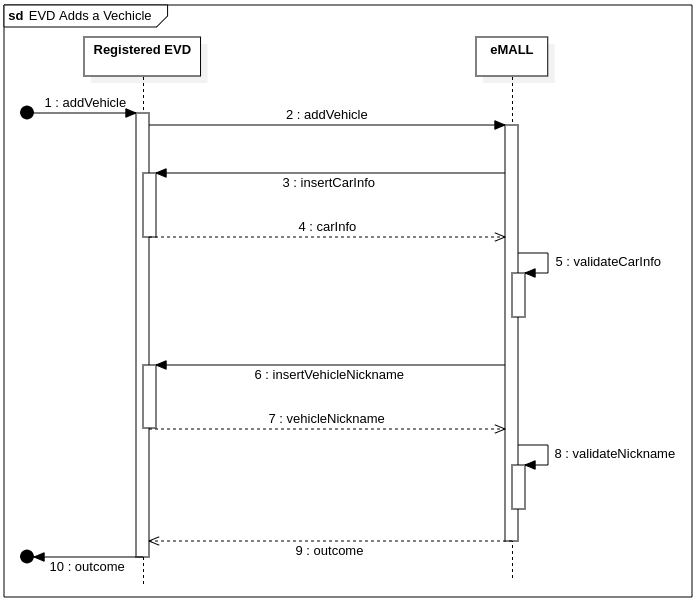 sd EVD Adds a Vechicle
Registered EVD
eMALL
1 : addVehicle
2 : addVehicle
3 : insertCarInfo
4 : carInfo
5 : validateCarInfo
6 : insertVehicleNickname
7 : vehicleNickname
8 : validateNickname
9 : outcome
10 : outcome